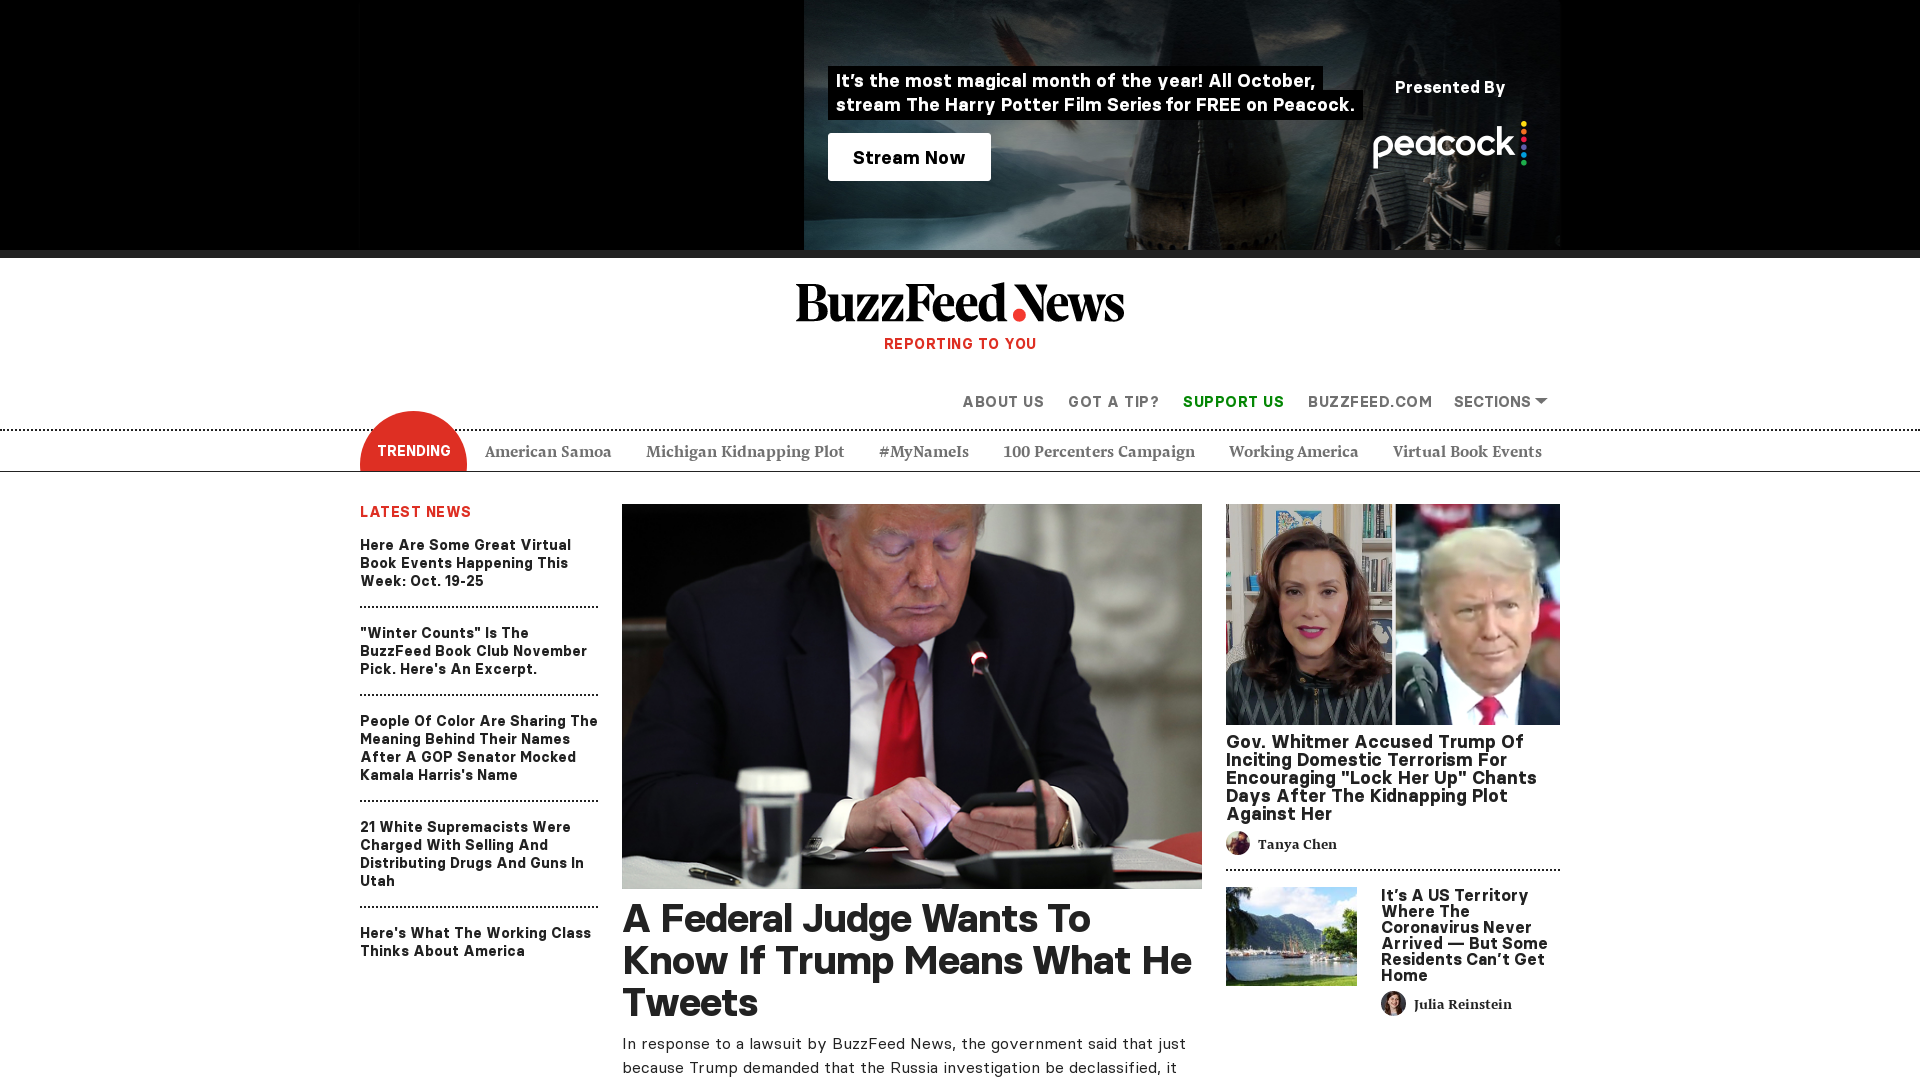 It's the most magical month of the year! All October,
stream The Harry Potter Film Series for FREE on Peacock.
Stream Now
Presented By
peacock
BuzzFeed News
REPORTING TO YOU
ABOUT US
GOT A TIP?
SUPPORT US
BUZZFEED.COM
SECTIONS
TRENDING
American Samoa
Michigan Kidnapping Plot
#MyNameIs
100 Percenters Campaign
Working America
Virtual Book Events
LATEST NEWS
Here Are Some Great Virtual
Book Events Happening This
Week: Oct. 19-25
"Winter Counts" Is The
BuzzFeed Book Club November
Pick. Here's An Excerpt.
People Of Color Are Sharing The
Meaning Behind Their Names
After A GOP Senator Mocked
Kamala Harris's Name
21 White Supremacists Were
Charged With Selling And
Distributing Drugs And Guns In
Utah
Here's What The Working Class
Thinks About America
A Federal Judge Wants To
Know If Trump Means What He
Tweets
In response to a lawsuit by BuzzFeed News, the government said that just
because Trump demanded that the Russia investigation be declassified, it
Gov. Whitmer Accused Trump Of
Inciting Domestic Terrorism For
Encouraging "Lock Her Up" Chants
Days After The Kidnapping Plot
Against Her
Tanya Chen
It’s A US Territory
Where The
Coronavirus Never
Arrived — But Some
Residents Can’t Get
Home
Julia Reinstein